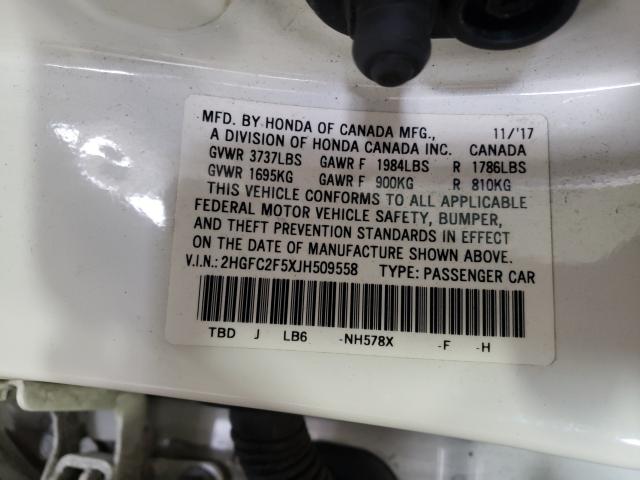 MFD. BY HONDA OF CANADA MFG., 11/'17
A DIVISION OF HONDA CANADA INC. CANADA
GVWR 3737LBS GAWR F 1984LBS R 1786LBS
GVWR 1695KG GAWR F 900KG R 810KG
THIS VEHICLE CONFORMS TO ALL APPLICABLE
FEDERAL MOTOR VEHICLE SAFETY, BUMPER,
AND THEFT PREVENTION STANDARDS IN EFFECT
ON THE DATE OF MANUFACTURE SHOWN ABOVE.
V.I.N.:2HGFC2F5XJH509558 TYPE: PASSENGER CAR
TBD J LB6 -NH578X -F -H